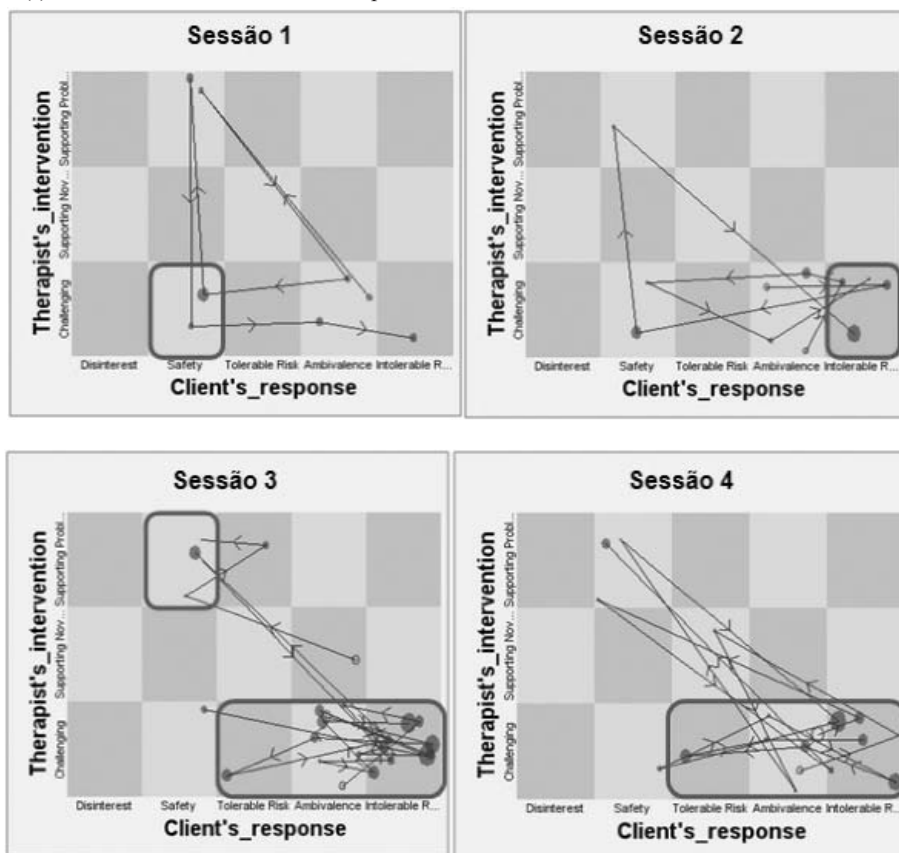 Sessão 1
Therapist's_intervention
Supporting Probl...
Supporting Nov...
Challenging
Disinterest Safety Tolerable Risk Ambivalence Intolerable R...
Client's_response
Sessão 2
Therapist's_intervention
Supporting Probl...
Supporting Nov...
Challenging
Disinterest Safety Tolerable Risk Ambivalence Intolerable R...
Client's_response
Sessão 3
Therapist's_intervention
Supporting Probl...
Supporting Nov...
Challenging
Disinterest Safety Tolerable Risk Ambivalence Intolerable R...
Client's_response
Sessão 4
Therapist's_intervention
Supporting Probl...
Supporting Nov...
Challenging
Disinterest Safety Tolerable Risk Ambivalence Intolerable R...
Client's_response